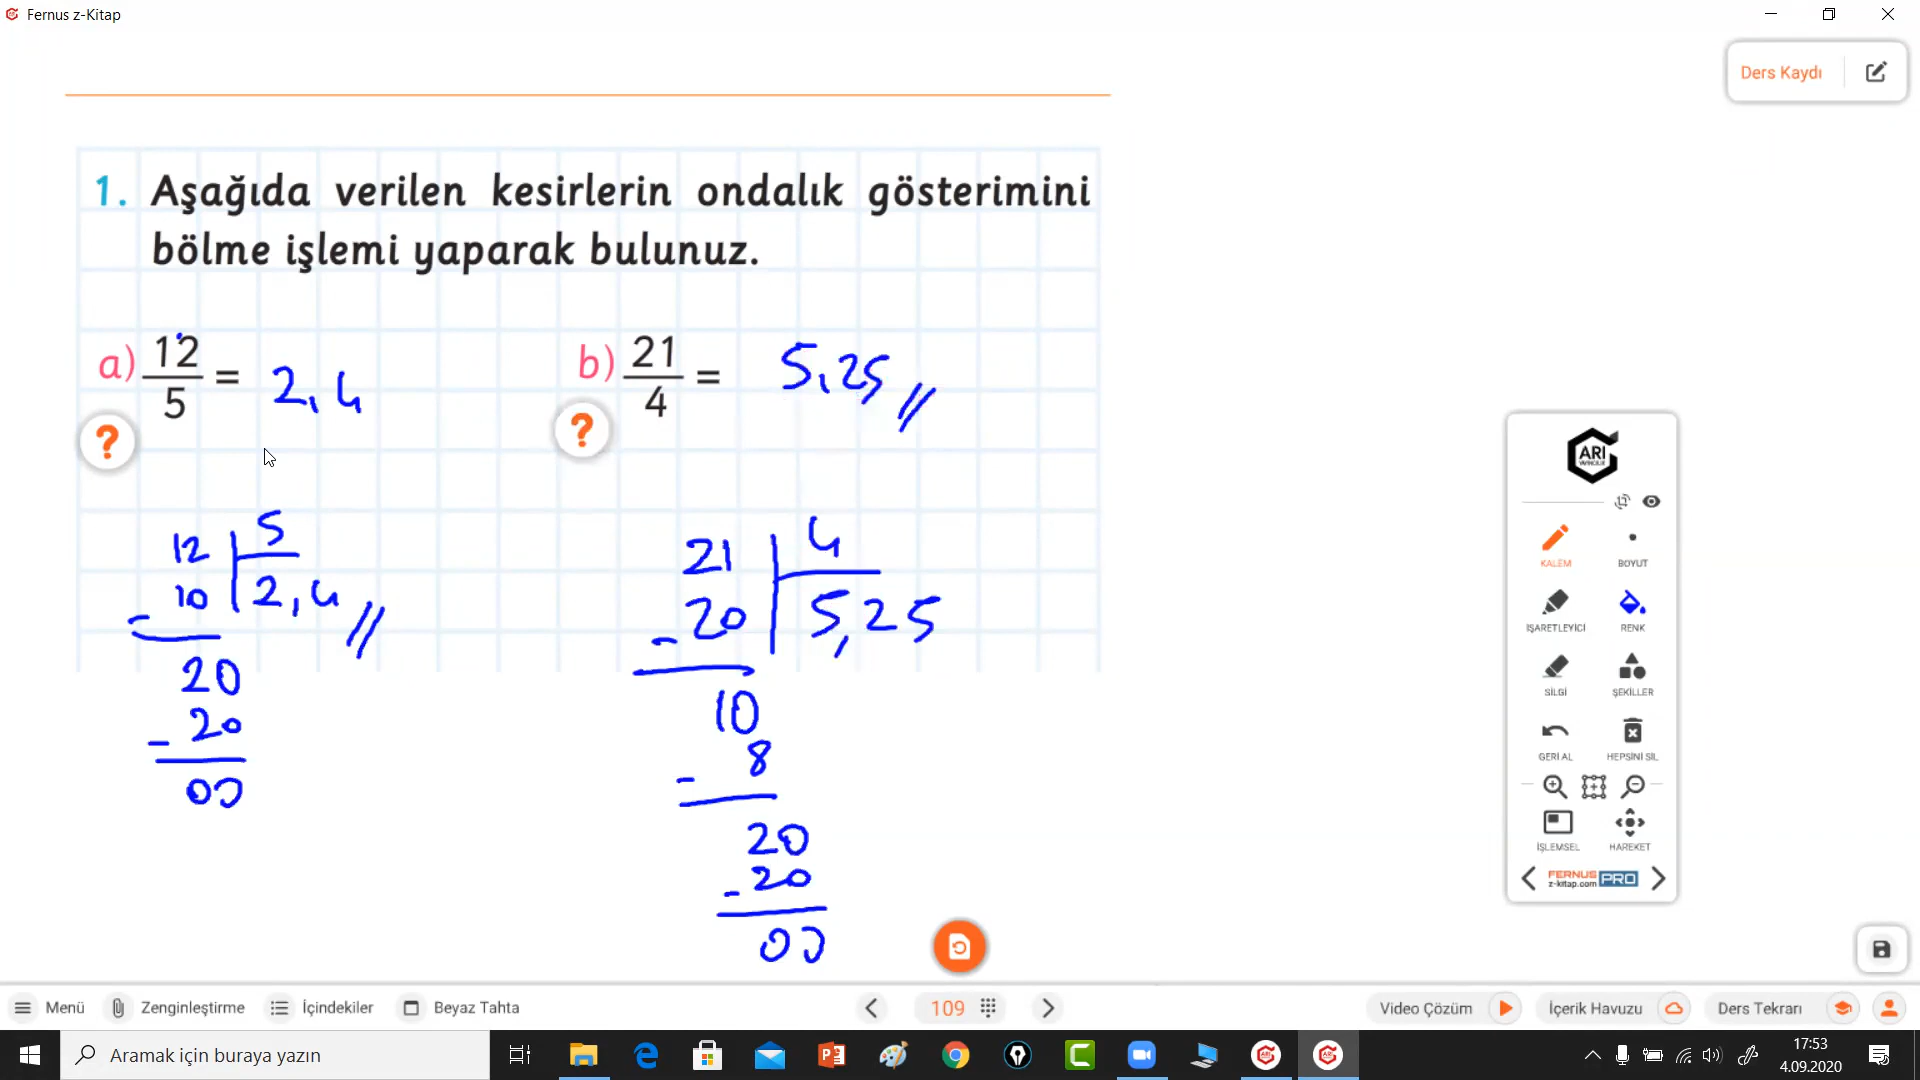 Fernus z-Kitap
Ders Kaydı
1. Aşağıda verilen kesirlerin ondalık gösterimini
bölme işlemi yaparak bulunuz.
a) 12/5 = 2,4
b) 21/4 = 5,25 //
?
?
12 | 5
- 10 | 2,4 //
20
- 20
00
21 | 4
- 20 | 5,25
10
- 8
20
- 20
00
ARI
YAYINCILIK
KALEM
BOYUT
İŞARETLEYİCİ
RENK
SİLGİ
ŞEKİLLER
GERİ AL
HEPSİNİ SİL
İŞLEMSEL
HAREKET
FERNUS
z-kitap.com PRO
Menü
Zenginleştirme
İçindekiler
Beyaz Tahta
109
Video Çözüm
İçerik Havuzu
Ders Tekrarı
Aramak için buraya yazın
17:53
4.09.2020